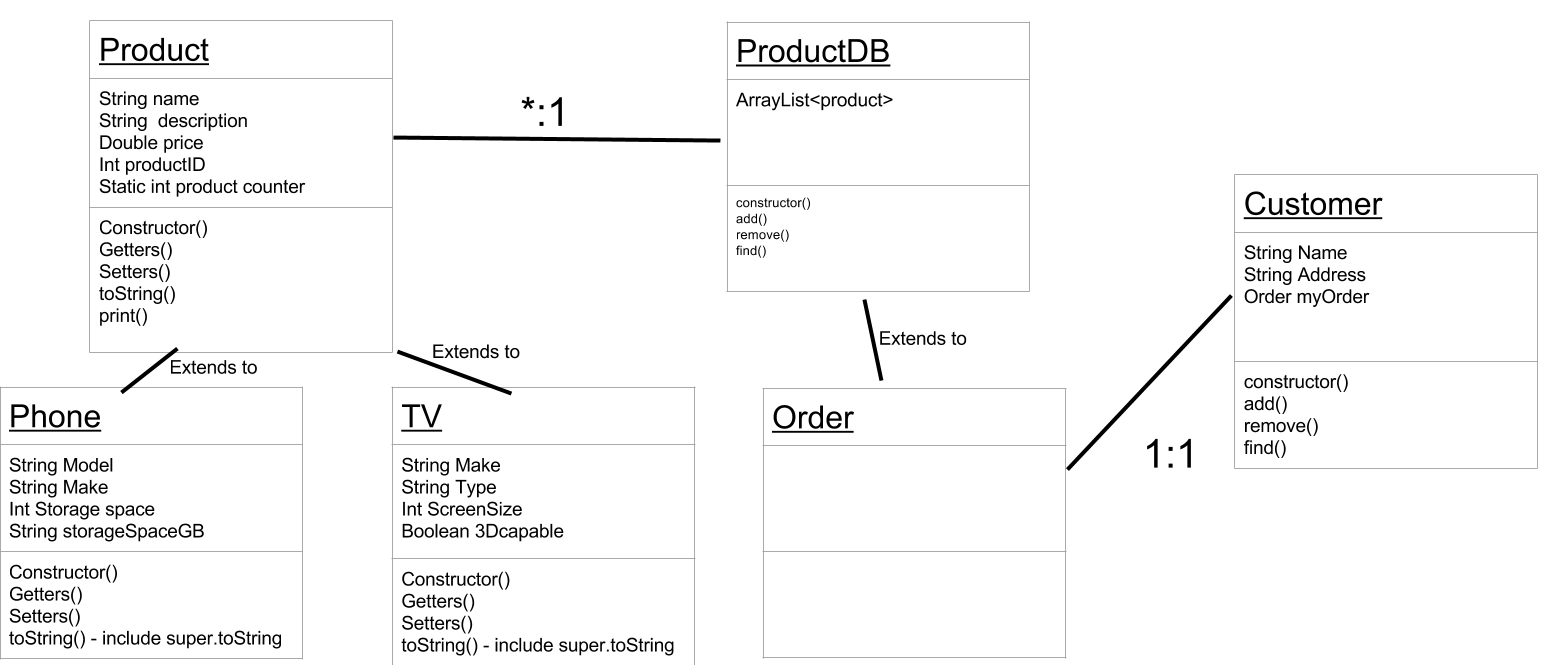 Product
String name
String  description
Double price
Int productID
Static int product counter
Constructor()
Getters()
Setters()
toString()
print()
*:1
ProductDB
ArrayList<product>
constructor()
add()
remove()
find()
Customer
String Name
String Address
Order myOrder
constructor()
add()
remove()
find()
Extends to
Extends to
Extends to
1:1
Phone
String Model
String Make
Int Storage space
String storageSpaceGB
Constructor()
Getters()
Setters()
toString() - include super.toString
TV
String Make
String Type
Int ScreenSize
Boolean 3Dcapable
Constructor()
Getters()
Setters()
toString() - include super.toString
Order